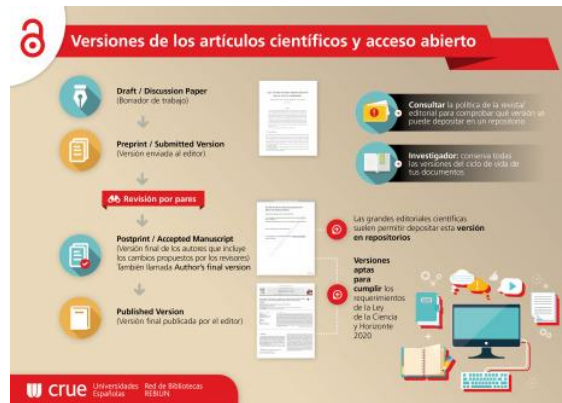 Versiones de los artículos científicos y acceso abierto
Draft / Discussion Paper
(Borrador de trabajo)
Preprint / Submitted Version
(Versión enviada al editor)
Revisión por pares
Postprint / Accepted Manuscript
(Versión final de los autores que incluye
los cambios propuestos por los revisores)
También llamada Author's final version
Published Version
(Versión final publicada por el editor)
Consultar la política de la revista/
editorial para comprobar qué versión se
puede depositar en un repositorio
Investigador: conserva todas
las versiones del ciclo de vida de
tus documentos
Las grandes editoriales científicas
suelen permitir depositar esta versión
en repositorios
Versiones
aptas
para
cumplir los
requerimientos
de la Ley
de la Ciencia
y Horizonte
2020
crue
Universidades
Españolas
Red de Bibliotecas
REBIUN